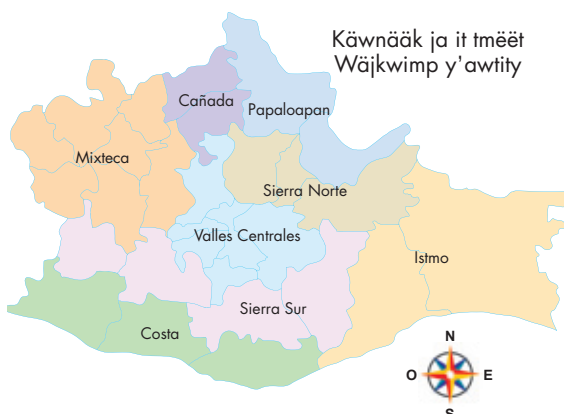 Käwnääk ja it tmëët
Wäjkwimp y'awtity
Cañada
Papaloapan
Mixteca
Sierra Norte
Valles Centrales
Istmo
Sierra Sur
Costa
N
O
E
S